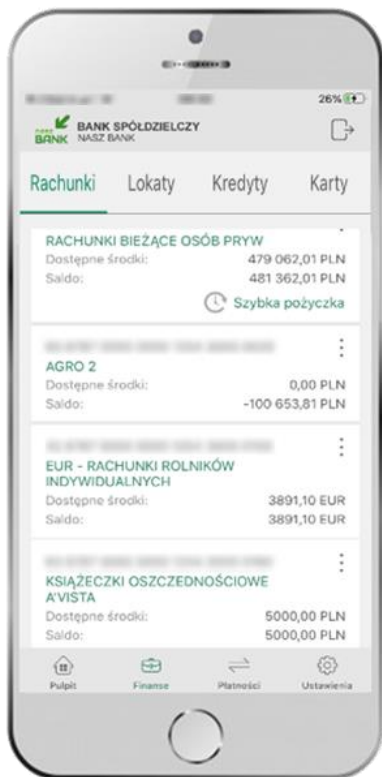 26%
nasz
BANK
BANK SPÓŁDZIELCZY
NASZ BANK
Rachunki Lokaty Kredyty Karty
RACHUNKI BIEŻĄCE OSÓB PRYW
Dostępne środki: 479 062,01 PLN
Saldo: 481 362,01 PLN
Szybka pożyczka
AGRO 2
Dostępne środki: 0,00 PLN
Saldo: -100 653,81 PLN
EUR - RACHUNKI ROLNIKÓW
INDYWIDUALNYCH
Dostępne środki: 3891,10 EUR
Saldo: 3891,10 EUR
KSIĄŻECZKI OSZCZEDNOŚCIOWE
A'VISTA
Dostępne środki: 5000,00 PLN
Saldo: 5000,00 PLN
Pulpit Finanse Płatności Ustawienia